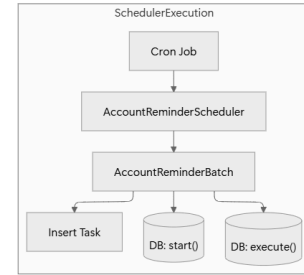 SchedulerExecution
Cron Job
AccountReminderScheduler
AccountReminderBatch
Insert Task
DB: start()
DB: execute()